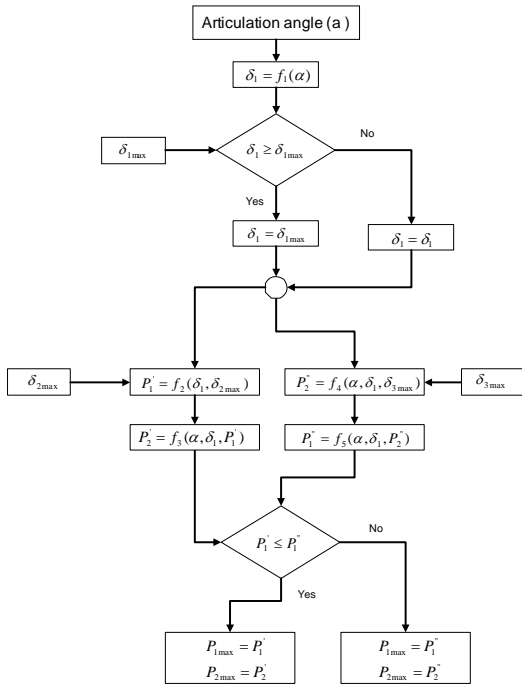 Articulation angle (a )
δ₁ = f₁(α)
No
δ₁max
δ₁ ≥ δ₁max
Yes
δ₁ = δ₁max
δ₁ = δ₁
δ₂max
P₁' = f₂(δ₁, δ₂max)
P₂" = f₄(α, δ₁, δ₃max)
δ₃max
P₂' = f₃(α, δ₁, P₁')
P₁" = f₅(α, δ₁, P₂")
P₁' ≤ P₁"
No
Yes
P₁max = P₁'
P₂max = P₂'
P₁max = P₁"
P₂max = P₂"